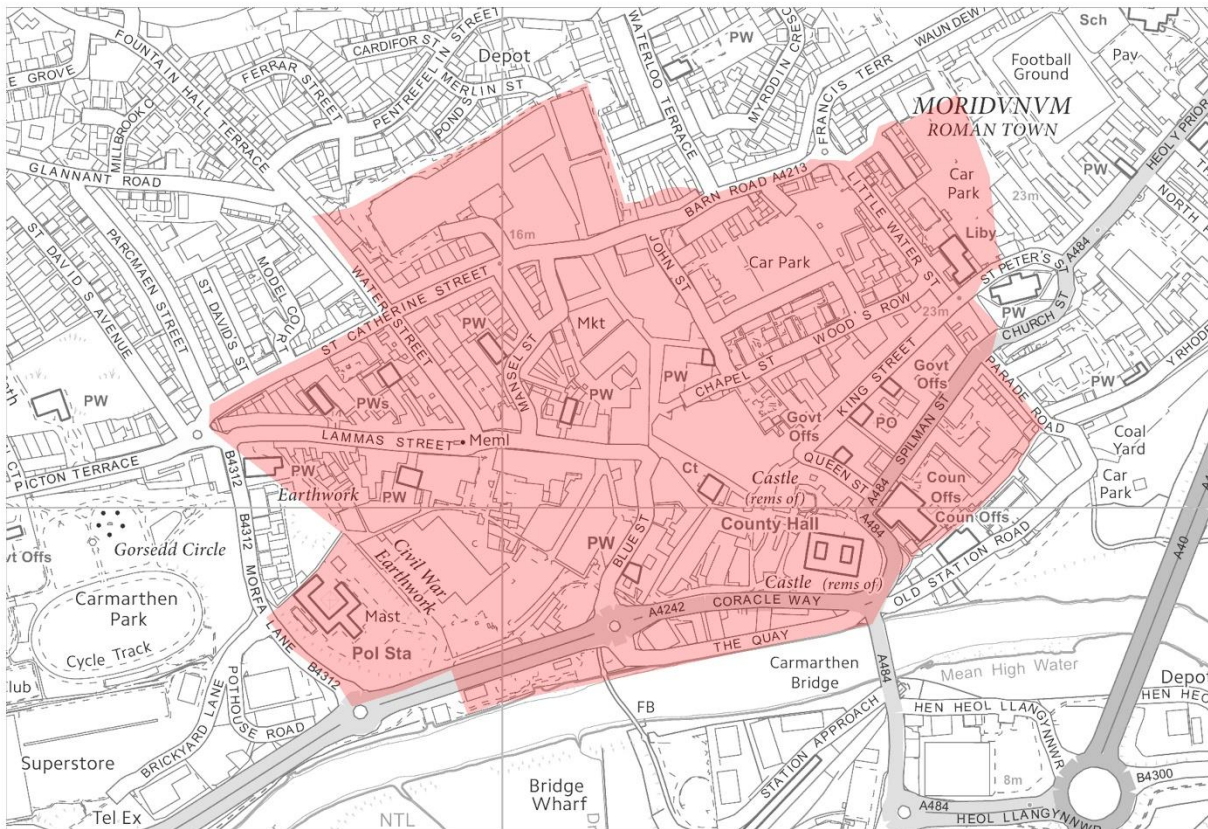 E GROVE
FOUNTAIN HALL TERRACE
CARDIFOR ST
FERRAR STREET
PENTREFELIN STREET
MERLIN ST
POND S
Depot
WATERLOO TERRACE
PW
MYRDDIN CRES
FRANCIS TERR
WAUNDEWY
Sch
Football
Ground
Pav
MORIDVNVM
ROMAN TOWN
HEOL PRIOR
MILLBROOK
GLANNANT ROAD
S DAVID S AVENUE
PARCMAEN STREET
ST DAVID'S ST
MODEL COURT
WATER STREET
ST CATHERINE STREET
16m
BARN ROAD A4213
JOHN ST
LITTLE WATER ST
Car
Park
23m
Liby
NORTH P
Car Park
ST PETER'S ST
A484
PW
CHURCH ST
Mkt
PW
MANSEL ST
PW
PW
WOOD'S ROW
CHAPEL ST
23m
KING STREET
Govt
Offs
PARADE ROAD
PW
YRHODE
PW
PWs
LAMMAS STREET
Meml
Govt
Offs
PO
SPILMAN ST
QUEEN ST
Coal
Yard
Car
Park
PICTON TERRACE
B4312
PW
Earthwork
PW
Ct
Castle
(rems of)
A484
Coun
Offs
Coun Offs
County Hall
A484
A40
vt Offs
Gorsedd Circle
B4312
MORFA LANE
B4312
Civil War
Earthwork
PW
BLUE ST
Castle (rems of)
OLD STATION ROAD
Carmarthen
Park
Cycle Track
Club
Mast
Pol Sta
A4242
CORACLE WAY
THE QUAY
Carmarthen
Bridge
A484
Mean High Water
Depot
POTHOUSE ROAD
BRICKYARD LANE
Superstore
Tel Ex
FB
STATION APPROACH
HEN HEOL LLANGYNNWR
HEN HEO
Bridge
Wharf
NTL
8m
A484
HEOL LLANGYNNWR
B4300